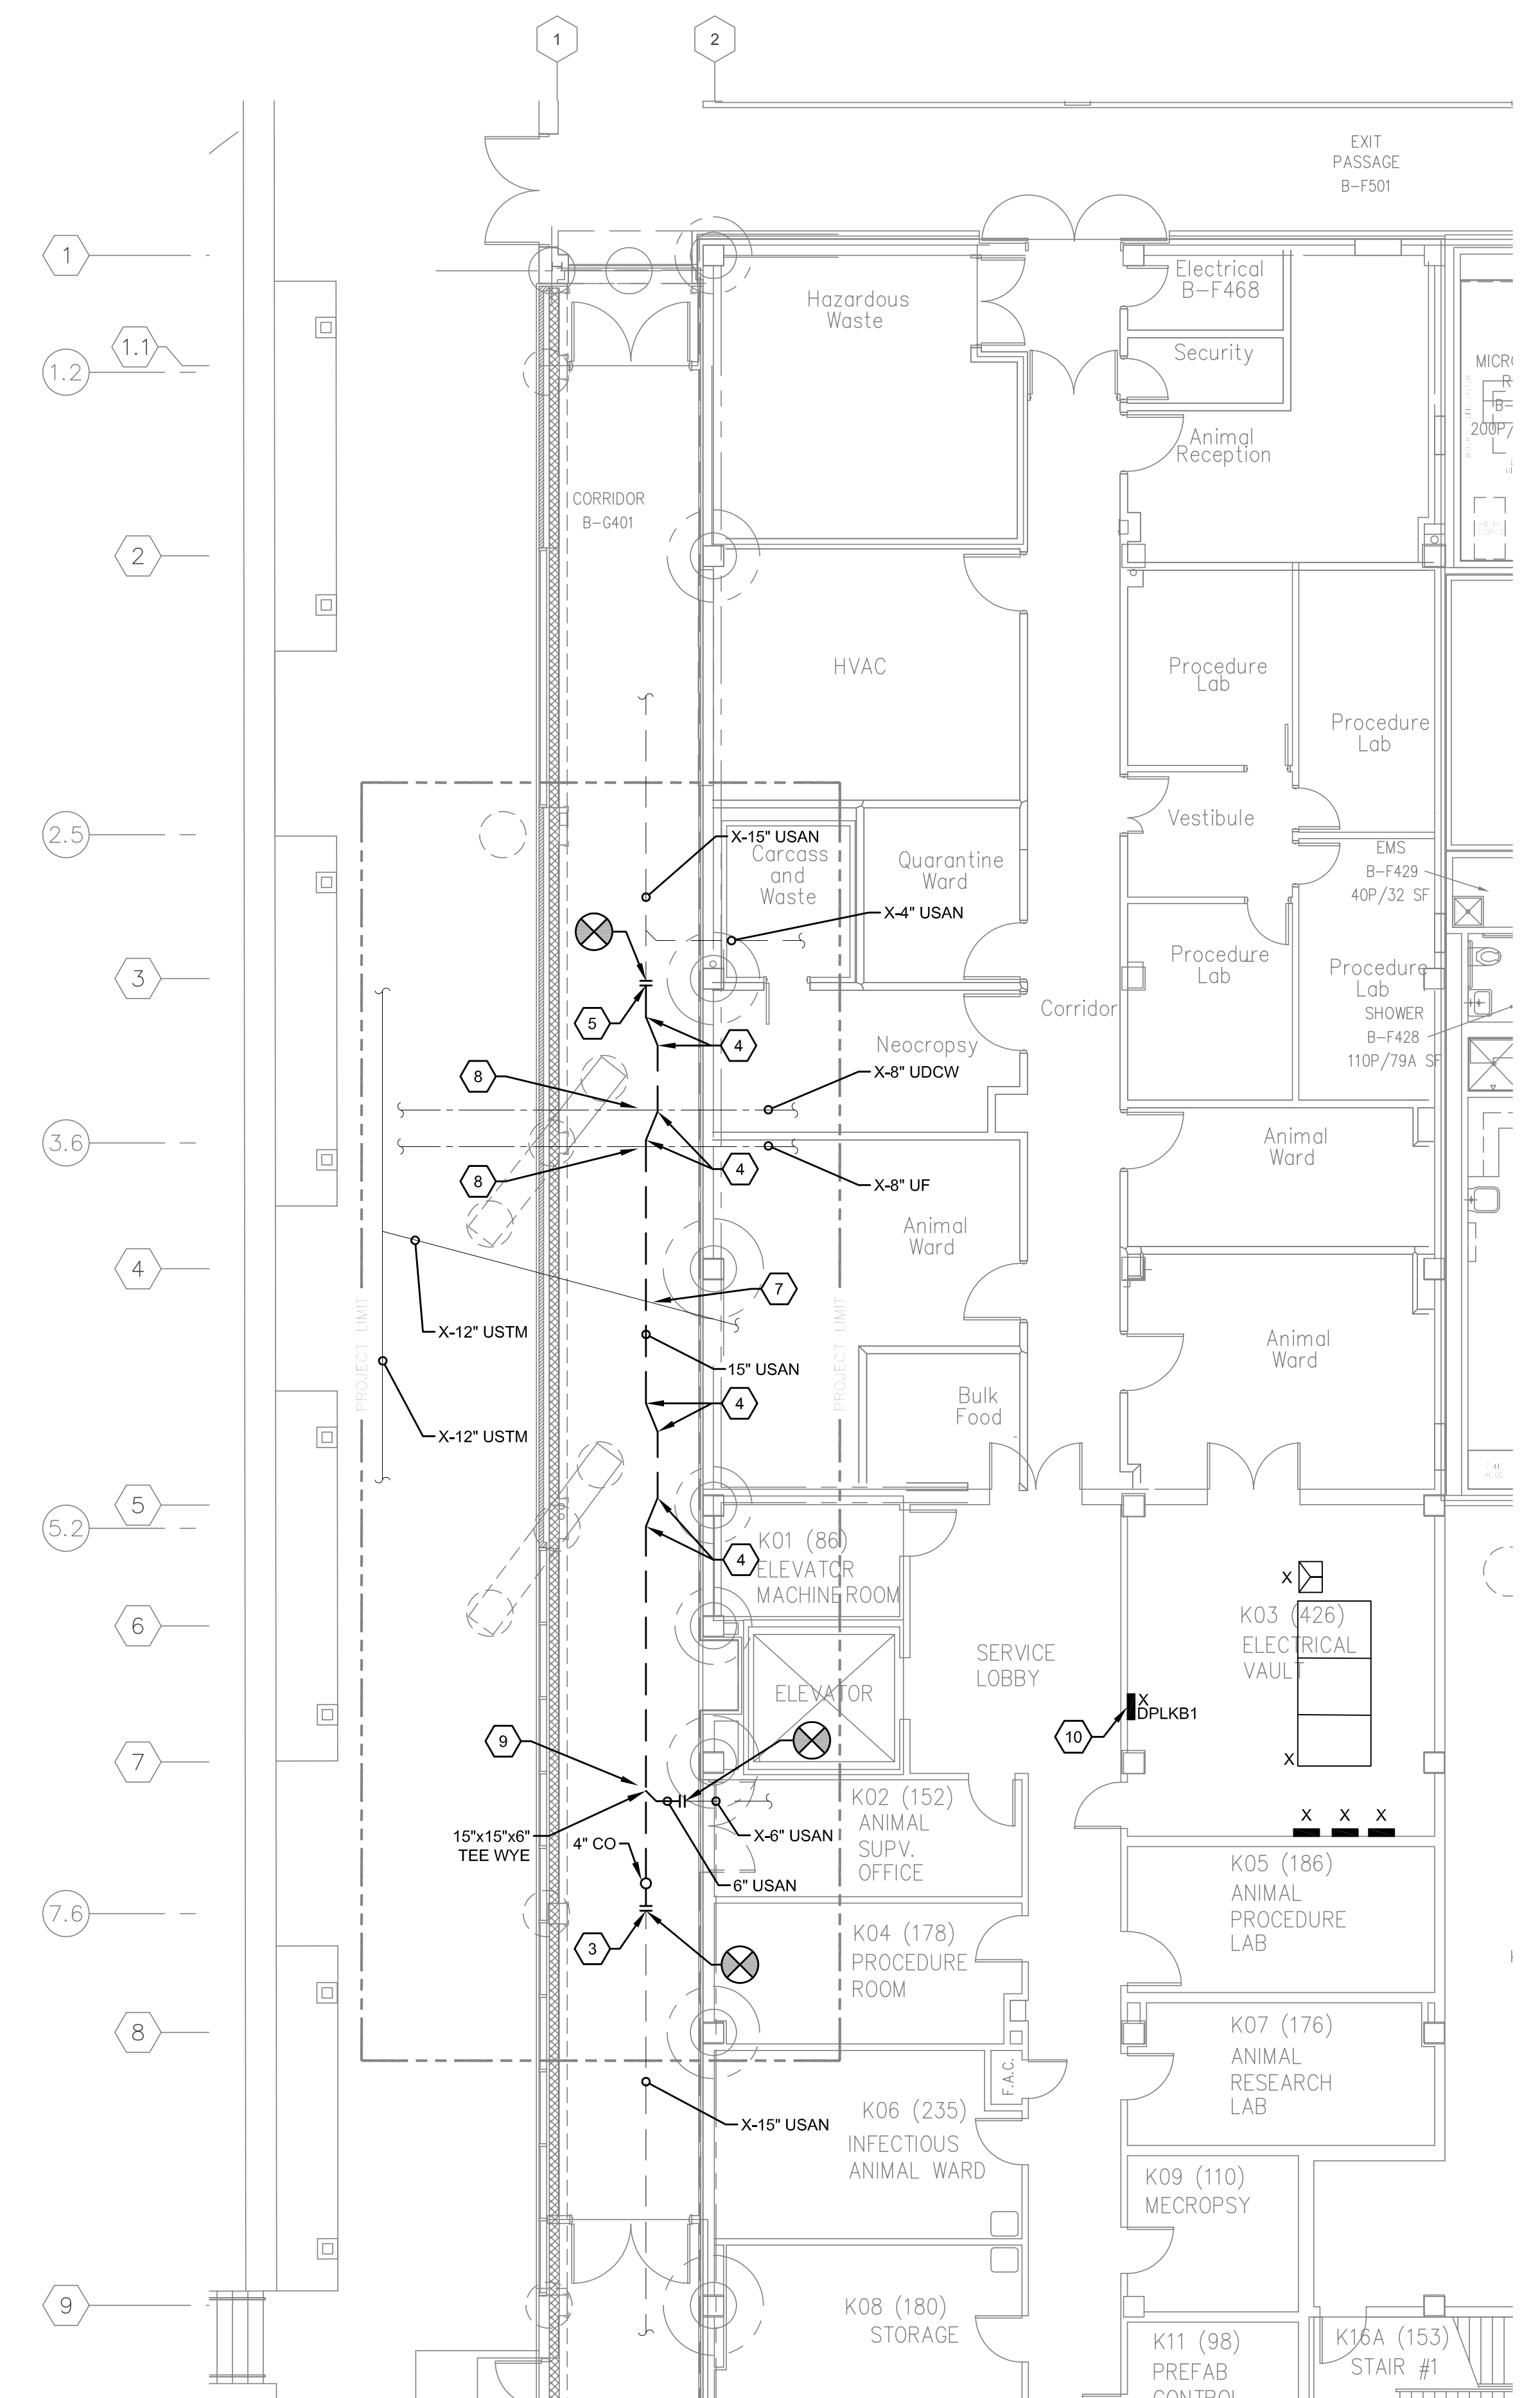 1
2
EXIT
PASSAGE
B-F501
1
Electrical
B-F468
Hazardous
Waste
1.1
1.2
Security
MICR
R
B-
200P/
Animal
Reception
CORRIDOR
B-G401
2
HVAC
Procedure
Lab
Procedure
Lab
2.5
Vestibule
X-15" USAN
Carcass
and
Waste
Quarantine
Ward
EMS
B-F429
40P/32 SF
X-4" USAN
3
Procedure
Lab
Procedure
Lab
SHOWER
B-F428
110P/79A SF
Corridor
5
4
Neocropsy
8
X-8" UDCW
3.6
Animal
Ward
4
8
X-8" UF
Animal
Ward
4
7
PROJECT LIMIT
PROJECT LIMIT
X-12" USTM
15" USAN
Animal
Ward
4
Bulk
Food
X-12" USTM
5
5.2
K01 (86)
ELEVATOR
MACHINE ROOM
4
X
6
K03 (426)
ELECTRICAL
VAULT
SERVICE
LOBBY
ELEVATOR
X
DPLKB1
10
9
7
X
K02 (152)
ANIMAL
SUPV.
OFFICE
X X X
15"x15"x6"
TEE WYE
4" CO
X-6" USAN
6" USAN
K05 (186)
ANIMAL
PROCEDURE
LAB
7.6
3
K04 (178)
PROCEDURE
ROOM
8
K07 (176)
ANIMAL
RESEARCH
LAB
F.A.C.
X-15" USAN
K06 (235)
INFECTIOUS
ANIMAL WARD
K09 (110)
MECROPSY
9
K08 (180)
STORAGE
K11 (98)
PREFAB
CONTROL
K16A (153)
STAIR #1